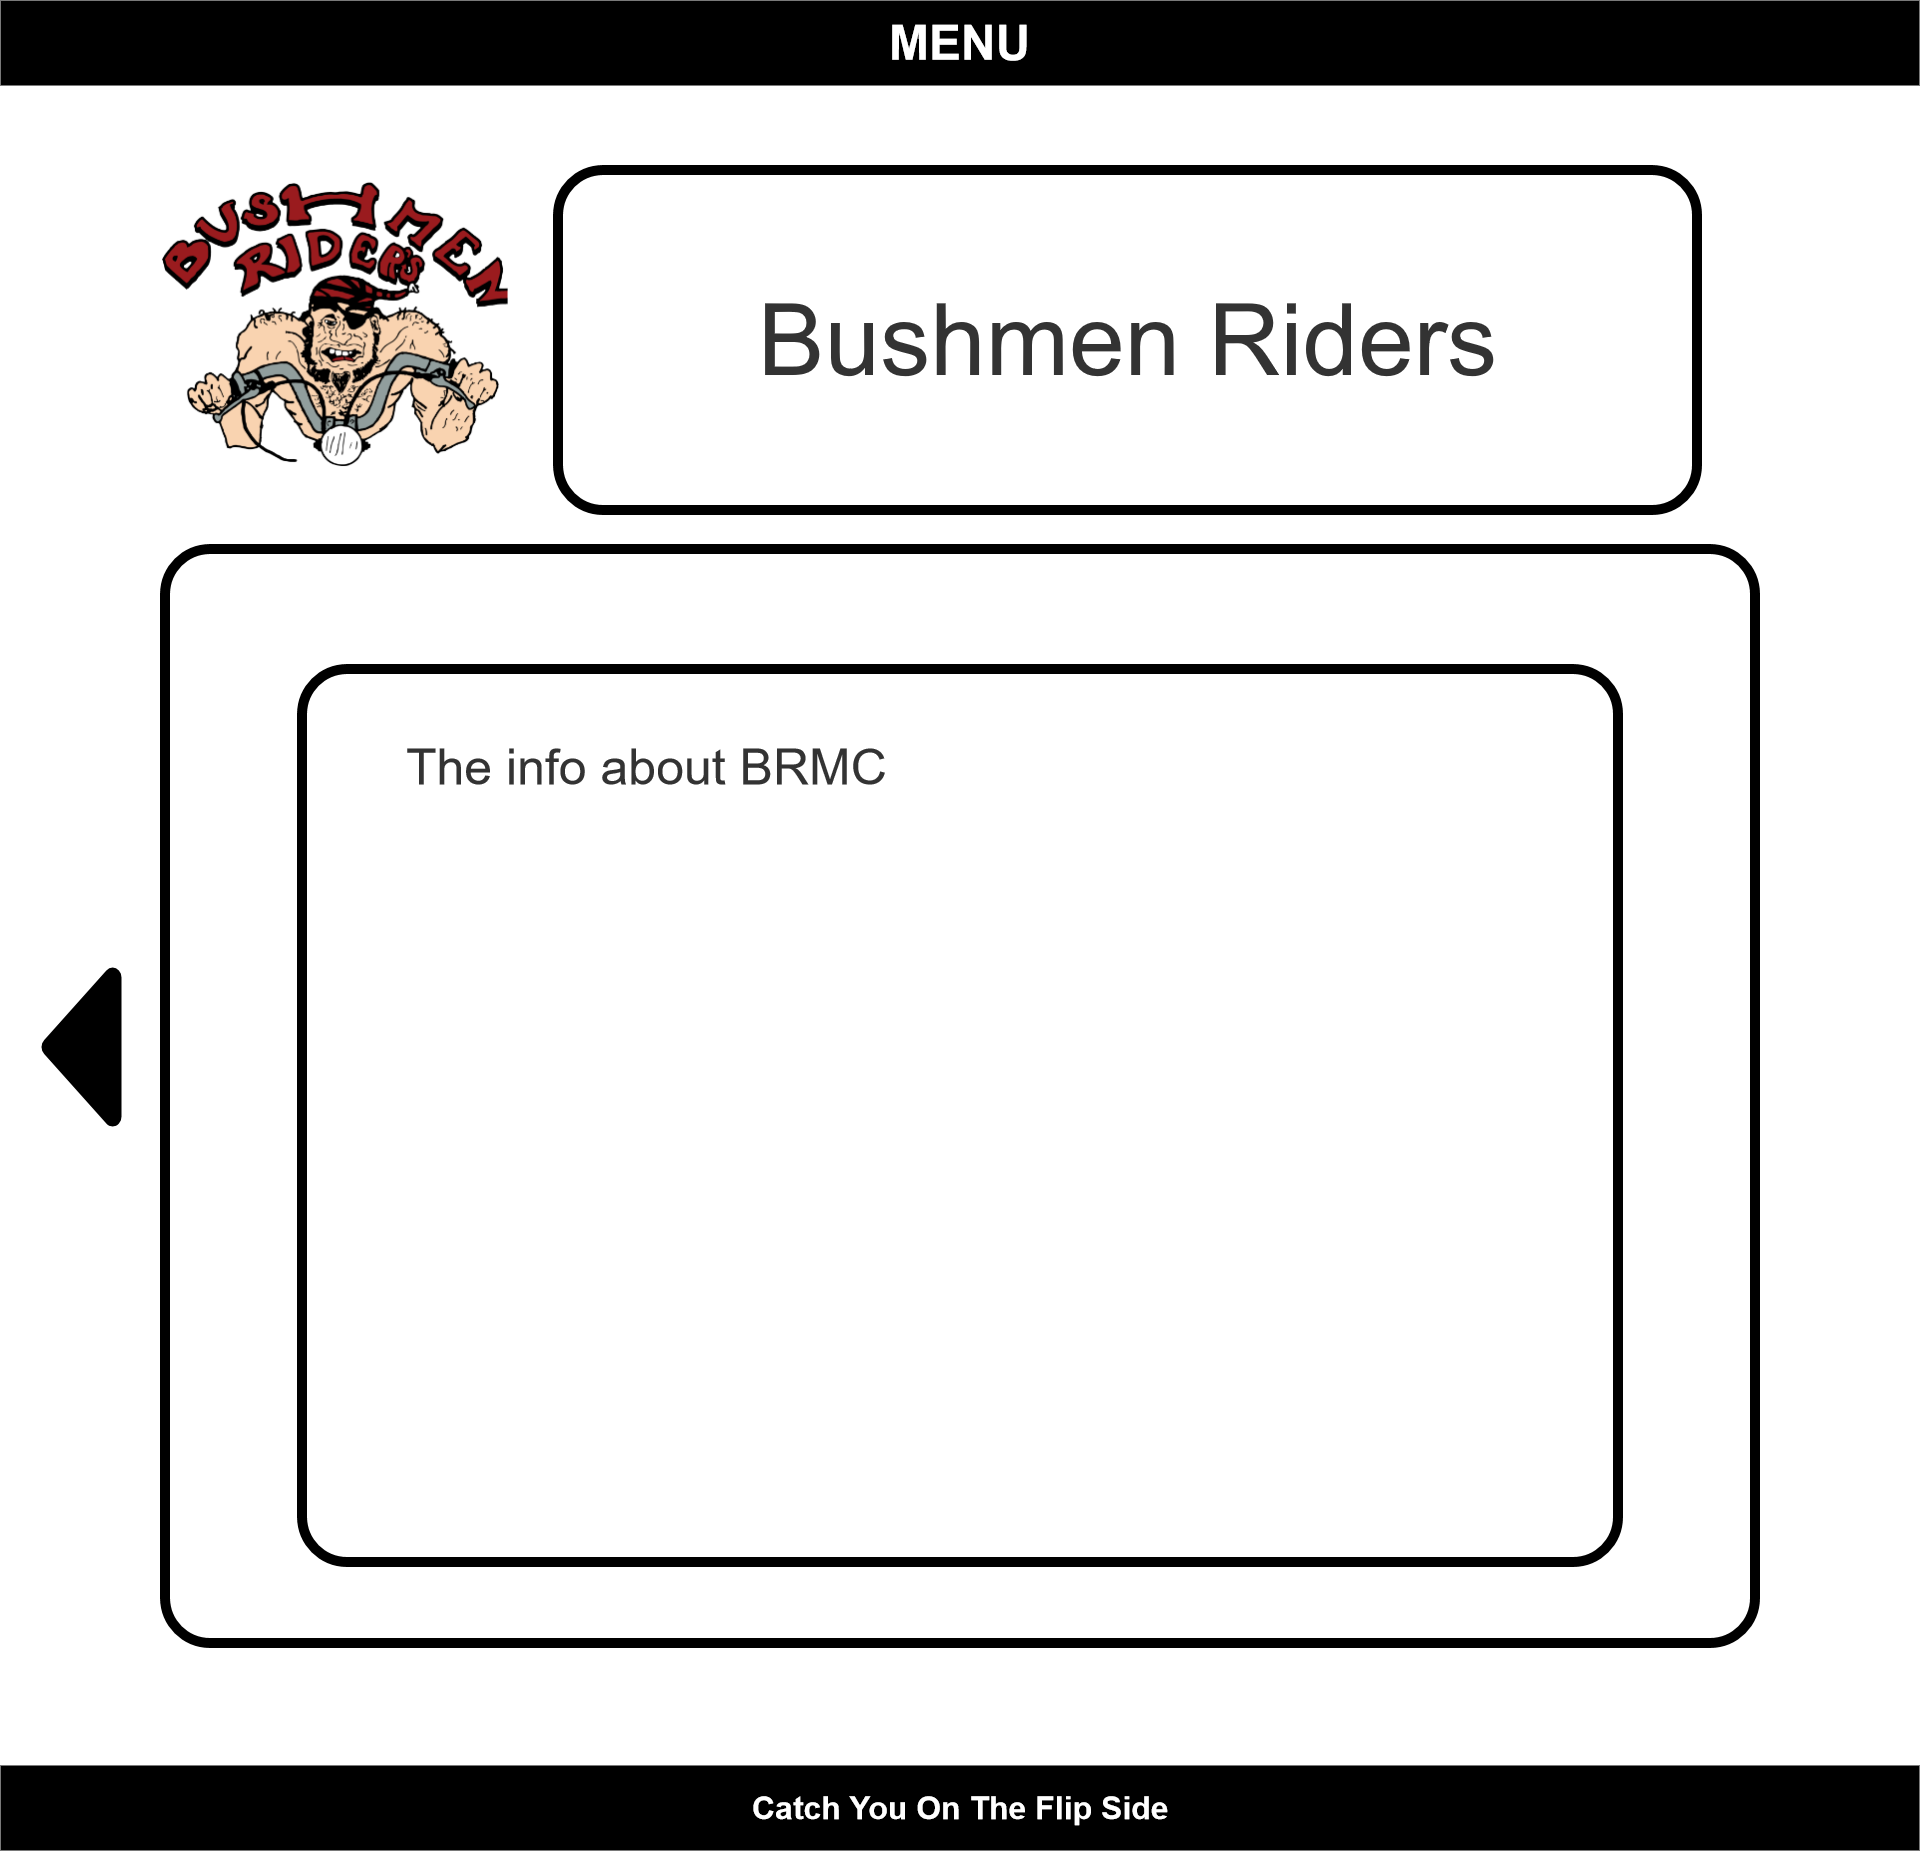 MENU
BUSHMEN
RIDERS
Bushmen Riders
The info about BRMC
Catch You On The Flip Side